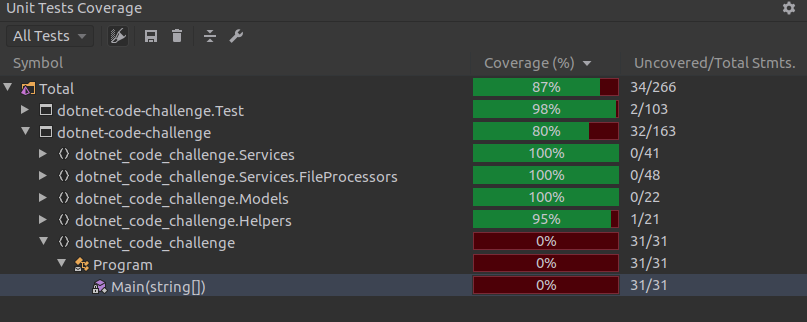 Unit Tests Coverage
All Tests
Symbol Coverage (%) Uncovered/Total Stmts.
Total 87% 34/266
dotnet-code-challenge.Test 98% 2/103
dotnet-code-challenge 80% 32/163
dotnet_code_challenge.Services 100% 0/41
dotnet_code_challenge.Services.FileProcessors 100% 0/48
dotnet_code_challenge.Models 100% 0/22
dotnet_code_challenge.Helpers 95% 1/21
dotnet_code_challenge 0% 31/31
Program 0% 31/31
Main(string[]) 0% 31/31